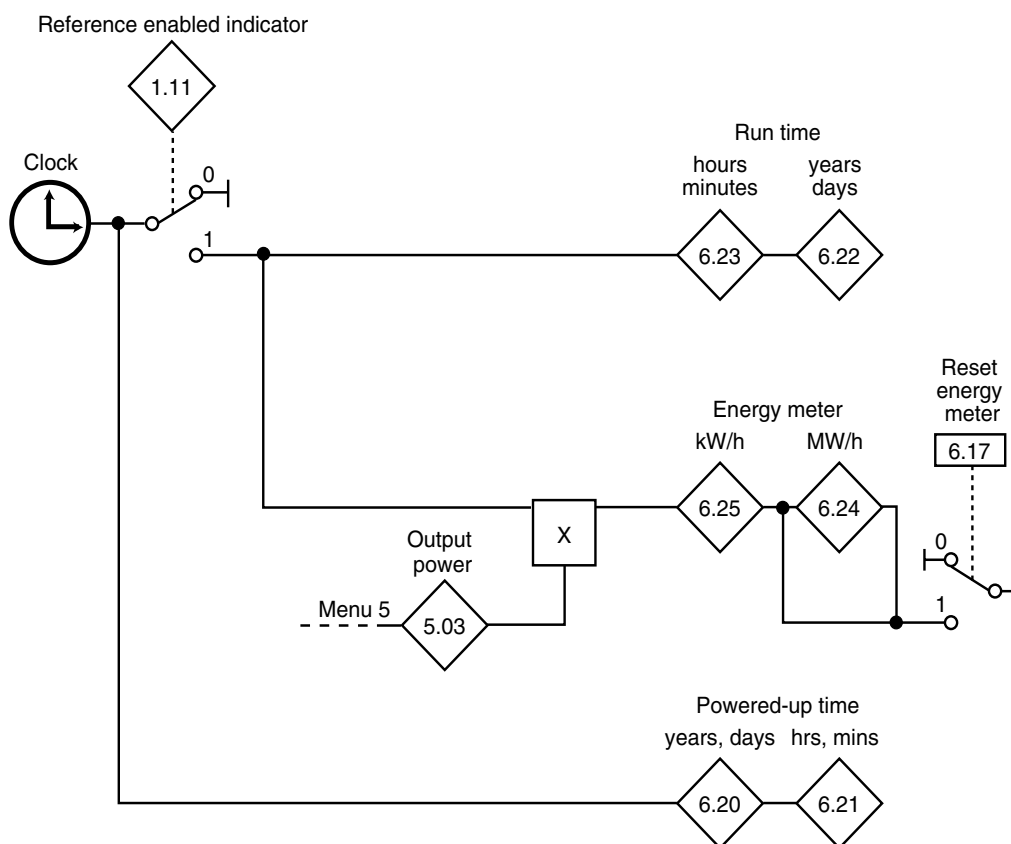 Reference enabled indicator
1.11
Clock
0
1
Run time
hours
minutes
years
days
6.23
6.22
Reset
energy
meter
6.17
Energy meter
kW/h
MW/h
6.25
6.24
X
0
1
Output
power
Menu 5
5.03
Powered-up time
years, days
hrs, mins
6.20
6.21